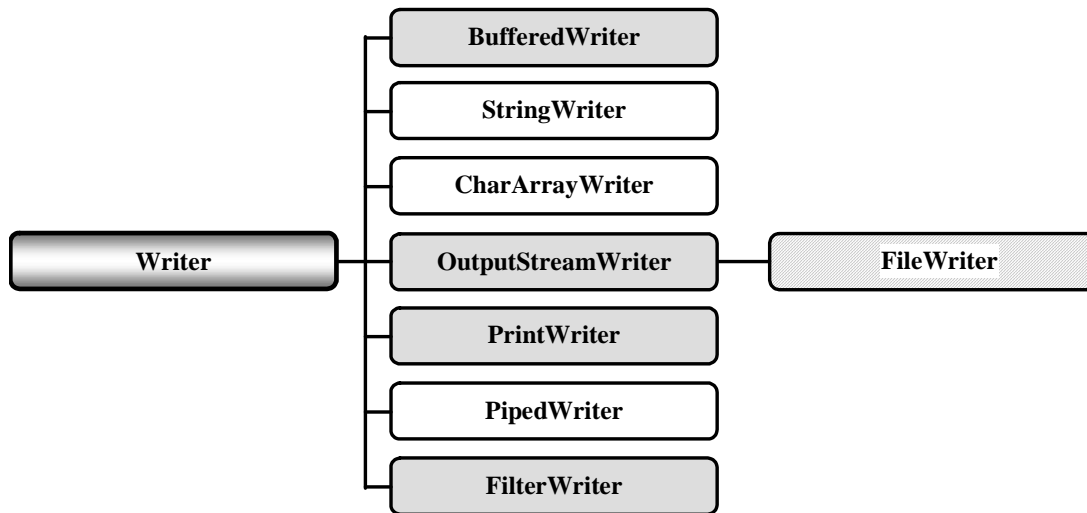 BufferedWriter
StringWriter
CharArrayWriter
Writer
OutputStreamWriter
FileWriter
PrintWriter
PipedWriter
FilterWriter